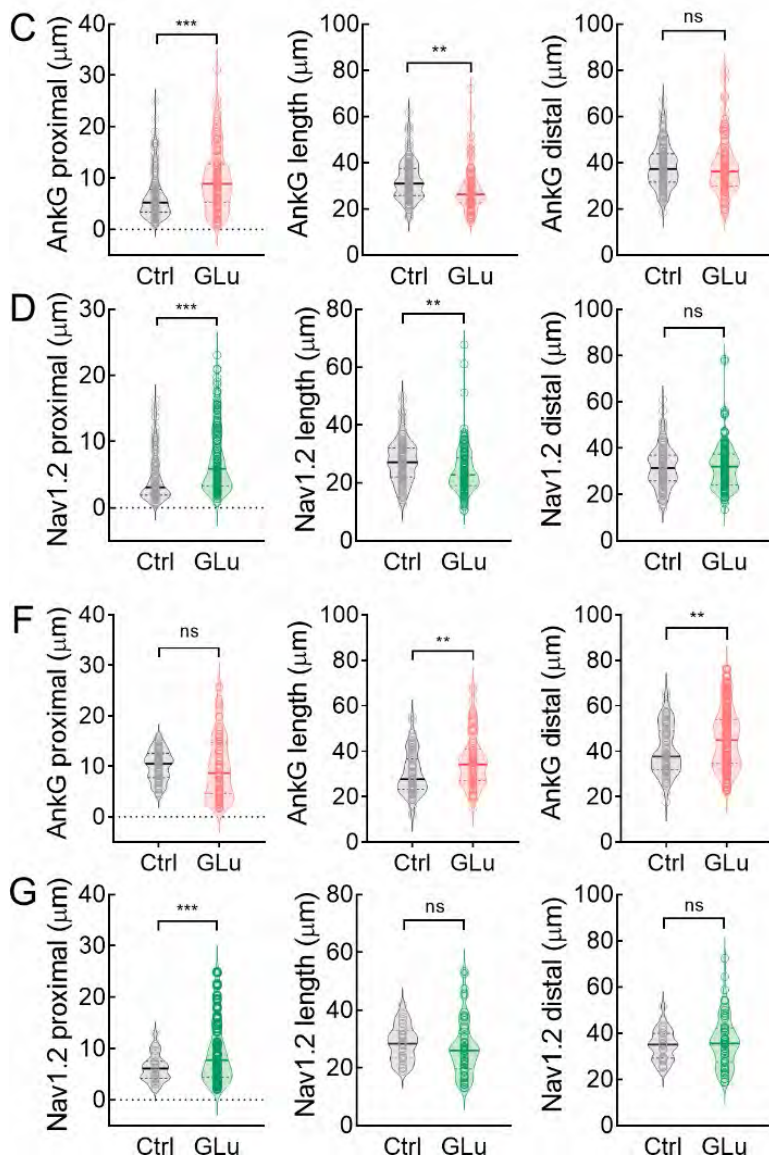 C
AnkG proximal (μm)
40
30
20
10
0
***
Ctrl GLu
AnkG length (μm)
100
80
60
40
20
0
**
Ctrl GLu
AnkG distal (μm)
100
80
60
40
20
0
ns
Ctrl GLu
D
Nav1.2 proximal (μm)
30
20
10
0
***
Ctrl GLu
Nav1.2 length (μm)
80
60
40
20
0
**
Ctrl GLu
Nav1.2 distal (μm)
100
80
60
40
20
0
ns
Ctrl GLu
F
AnkG proximal (μm)
40
30
20
10
0
ns
Ctrl GLu
AnkG length (μm)
100
80
60
40
20
0
**
Ctrl GLu
AnkG distal (μm)
100
80
60
40
20
0
**
Ctrl GLu
G
Nav1.2 proximal (μm)
40
30
20
10
0
***
Ctrl GLu
Nav1.2 length (μm)
80
60
40
20
0
ns
Ctrl GLu
Nav1.2 distal (μm)
100
80
60
40
20
0
ns
Ctrl GLu